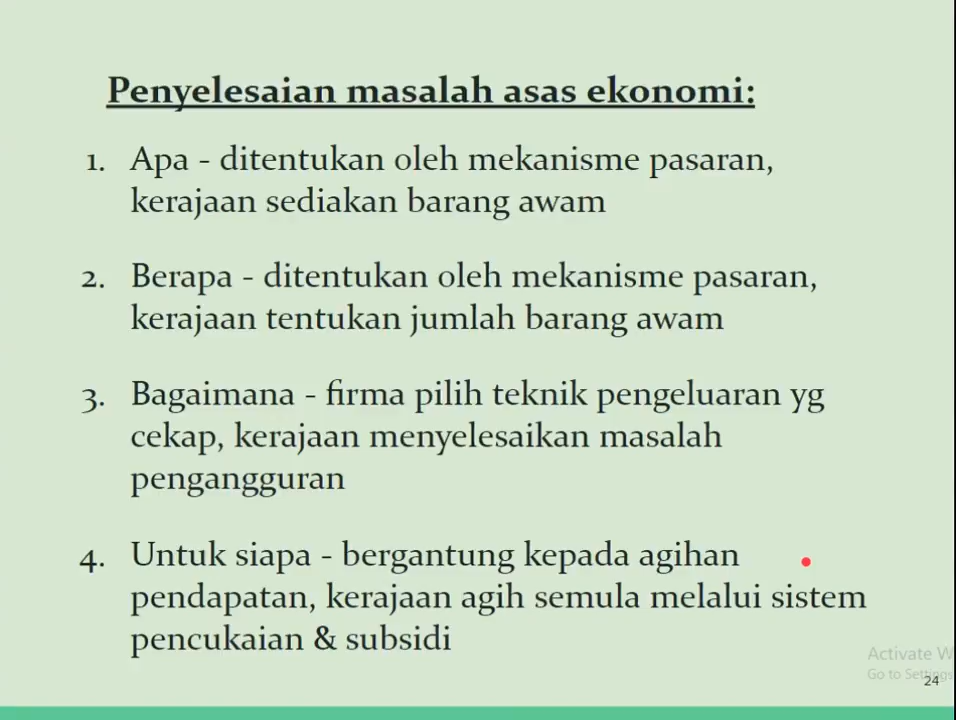 Penyelesaian masalah asas ekonomi:
1. Apa - ditentukan oleh mekanisme pasaran,
kerajaan sediakan barang awam
2. Berapa - ditentukan oleh mekanisme pasaran,
kerajaan tentukan jumlah barang awam
3. Bagaimana - firma pilih teknik pengeluaran yg
cekap, kerajaan menyelesaikan masalah
pengangguran
4. Untuk siapa - bergantung kepada agihan
pendapatan, kerajaan agih semula melalui sistem
pencukaian & subsidi
Activate W
Go to Settings
24